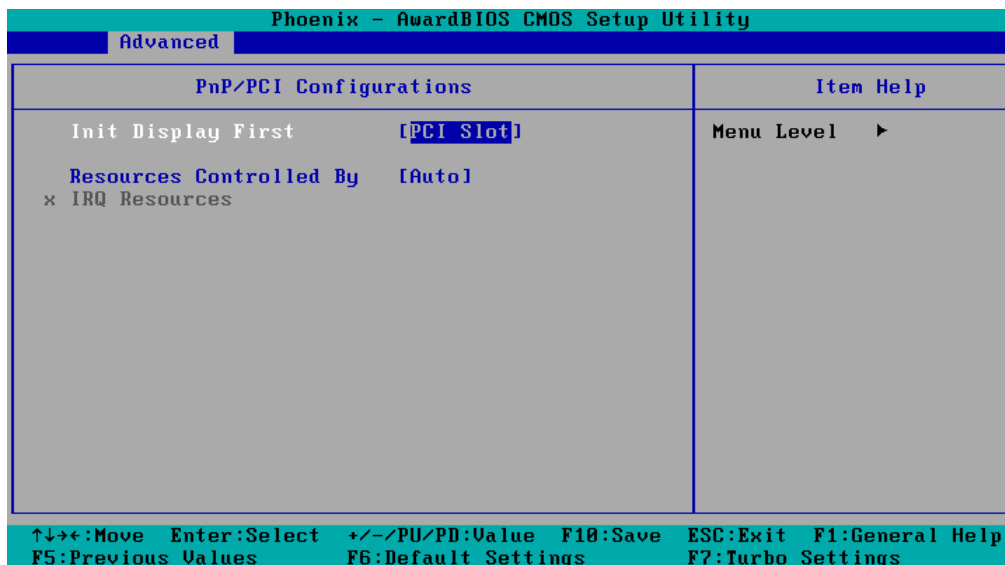 Phoenix - AwardBIOS CMOS Setup Utility
Advanced
PnP/PCI Configurations
Item Help
Init Display First [PCI Slot]
Menu Level ▶
Resources Controlled By [Auto]
x IRQ Resources
↑↓→←:Move Enter:Select +/-/PU/PD:Value F10:Save ESC:Exit F1:General Help
F5:Previous Values F6:Default Settings F7:Turbo Settings